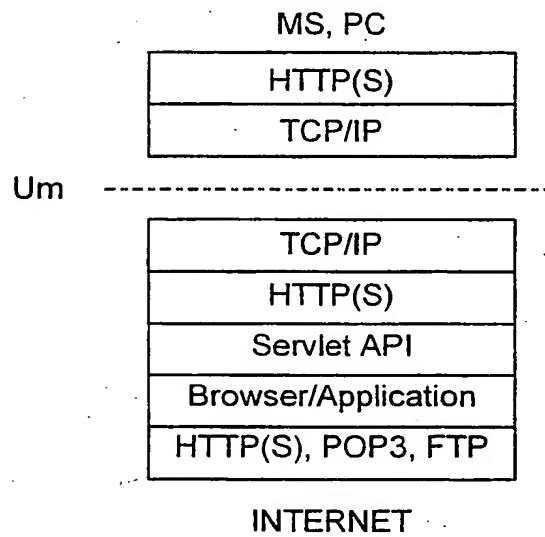 MS, PC
HTTP(S)
TCP/IP
Um
TCP/IP
HTTP(S)
Servlet API
Browser/Application
HTTP(S), POP3, FTP
INTERNET